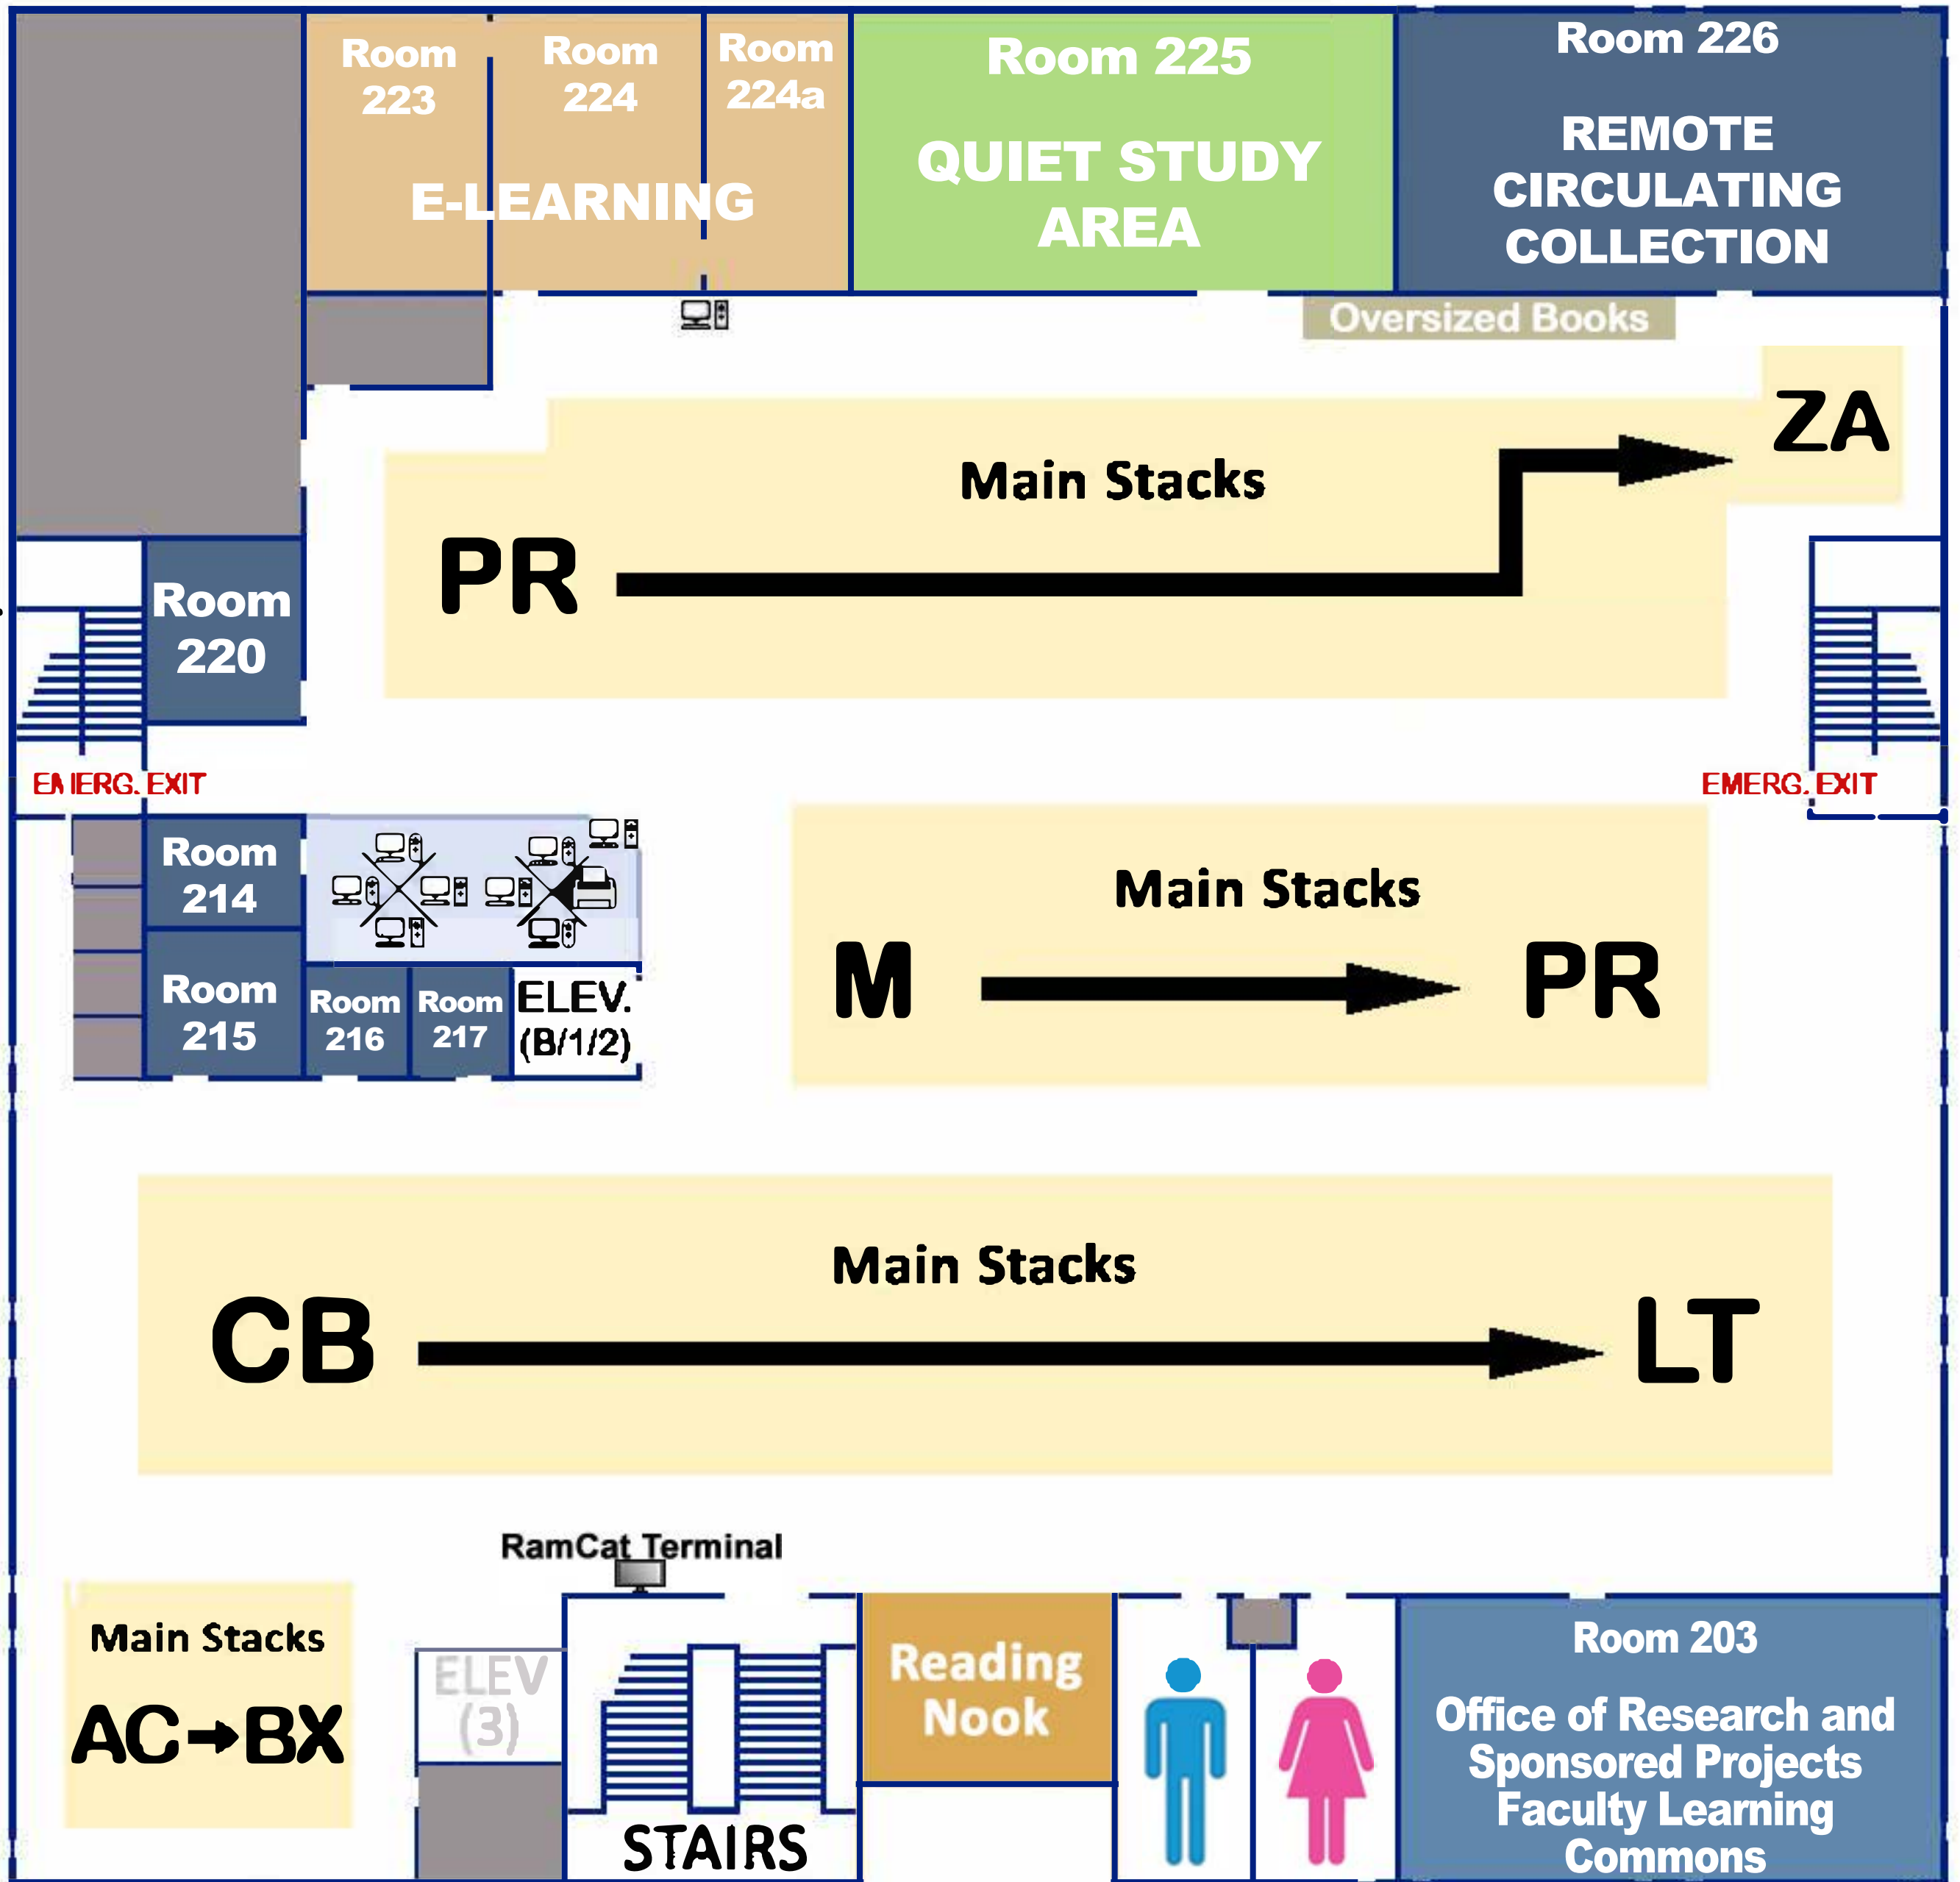 Room
223
Room
224
Room
224a
E-LEARNING
Room 225
QUIET STUDY
AREA
Room 226
REMOTE
CIRCULATING
COLLECTION
Oversized Books
ZA
Main Stacks
PR
Room
220
EMERG. EXIT
EMERG. EXIT
Room
214
Room
215
Room
216
Room
217
ELEV.
(B/1/2)
Main Stacks
M
PR
Main Stacks
CB
LT
RamCat Terminal
Main Stacks
AC→BX
ELEV
(3)
STAIRS
Reading
Nook
Room 203
Office of Research and
Sponsored Projects
Faculty Learning
Commons